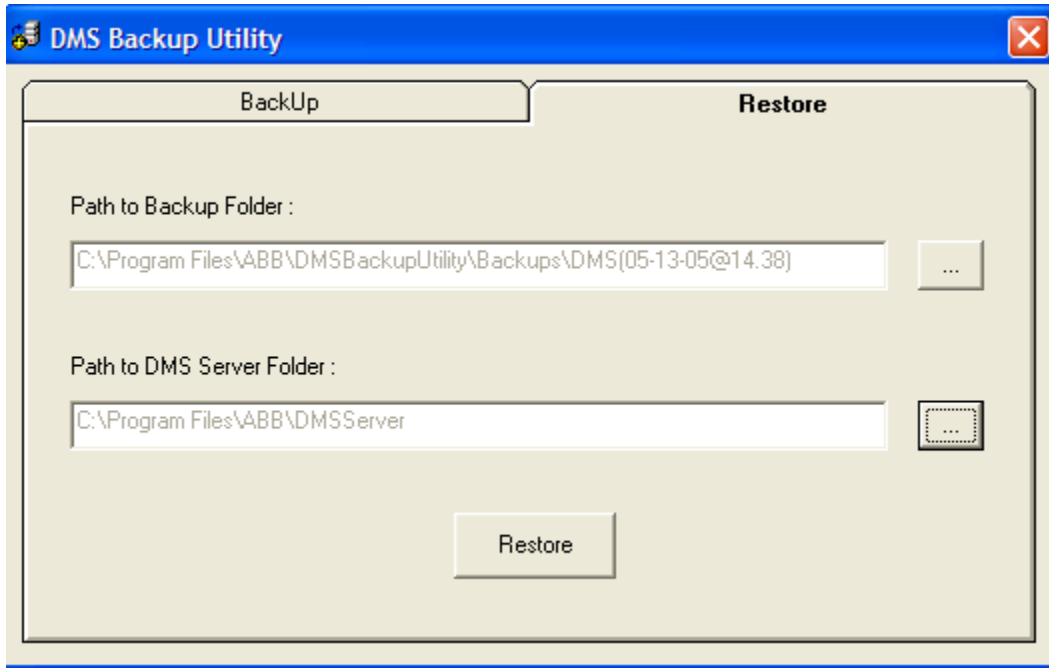 DMS Backup Utility
BackUp
Restore
Path to Backup Folder :
C:\Program Files\ABB\DMSBackupUtility\Backups\DMS(05-13-05@14.38)
...
Path to DMS Server Folder :
C:\Program Files\ABB\DMSServer
...
Restore